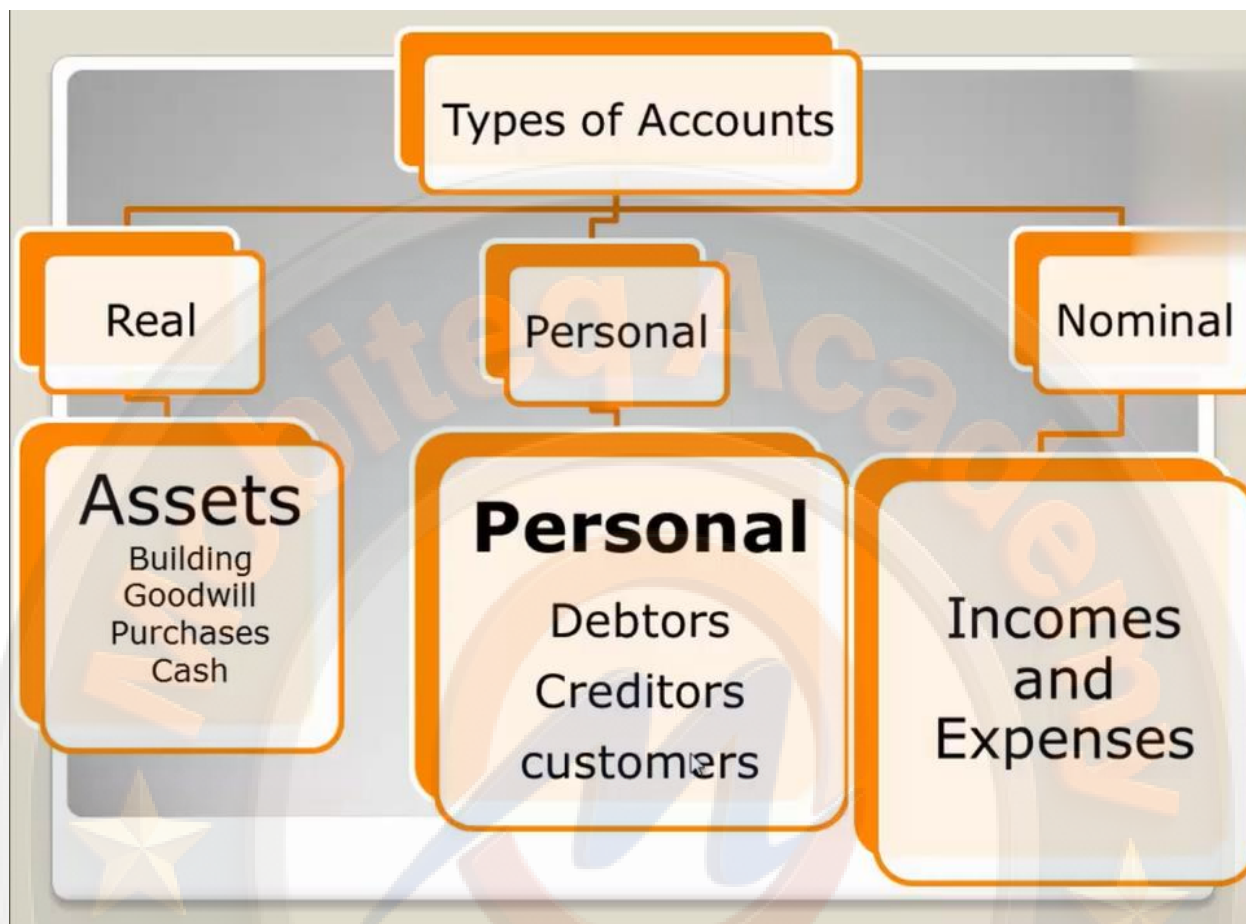 Types of Accounts
Real
Personal
Nominal
Assets
Building
Goodwill
Purchases
Cash
Personal
Debtors
Creditors
customers
Incomes
and
Expenses